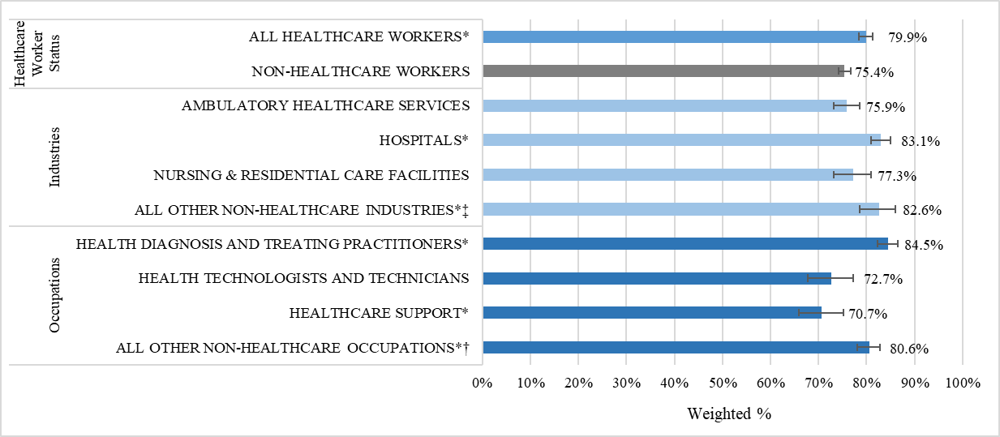 Healthcare
Worker
Status
ALL HEALTHCARE WORKERS*
79.9%
NON-HEALTHCARE WORKERS
75.4%
Industries
AMBULATORY HEALTHCARE SERVICES
75.9%
HOSPITALS*
83.1%
NURSING & RESIDENTIAL CARE FACILITIES
77.3%
ALL OTHER NON-HEALTHCARE INDUSTRIES*‡
82.6%
Occupations
HEALTH DIAGNOSIS AND TREATING PRACTITIONERS*
84.5%
HEALTH TECHNOLOGISTS AND TECHNICIANS
72.7%
HEALTHCARE SUPPORT*
70.7%
ALL OTHER NON-HEALTHCARE OCCUPATIONS*†
80.6%
0% 10% 20% 30% 40% 50% 60% 70% 80% 90% 100%
Weighted %